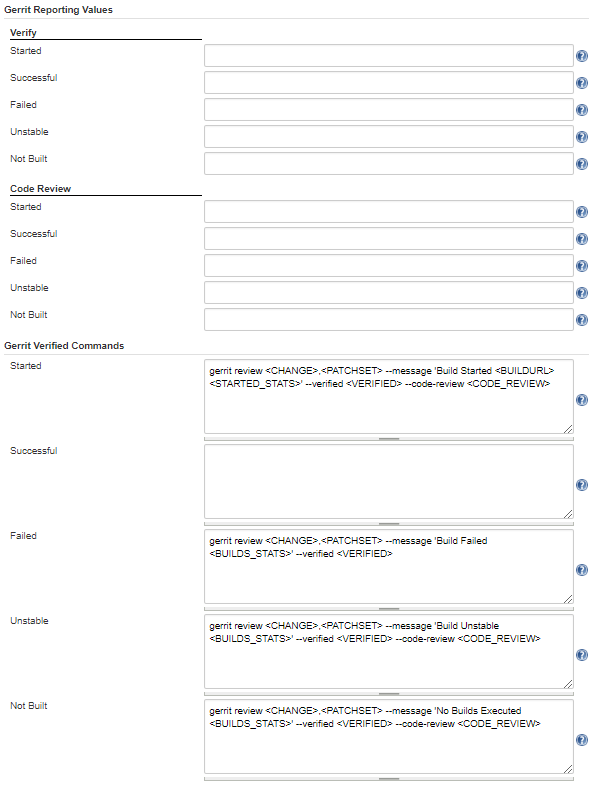 Gerrit Reporting Values
Verify
Started
Successful
Failed
Unstable
Not Built
Code Review
Started
Successful
Failed
Unstable
Not Built
Gerrit Verified Commands
Started
gerrit review <CHANGE>,<PATCHSET> --message 'Build Started <BUILDURL>
<STARTED_STATS>' --verified <VERIFIED> --code-review <CODE_REVIEW>
Successful
Failed
gerrit review <CHANGE>,<PATCHSET> --message 'Build Failed
<BUILDS_STATS>' --verified <VERIFIED>
Unstable
gerrit review <CHANGE>,<PATCHSET> --message 'Build Unstable
<BUILDS_STATS>' --verified <VERIFIED> --code-review <CODE_REVIEW>
Not Built
gerrit review <CHANGE>,<PATCHSET> --message 'No Builds Executed
<BUILDS_STATS>' --verified <VERIFIED> --code-review <CODE_REVIEW>